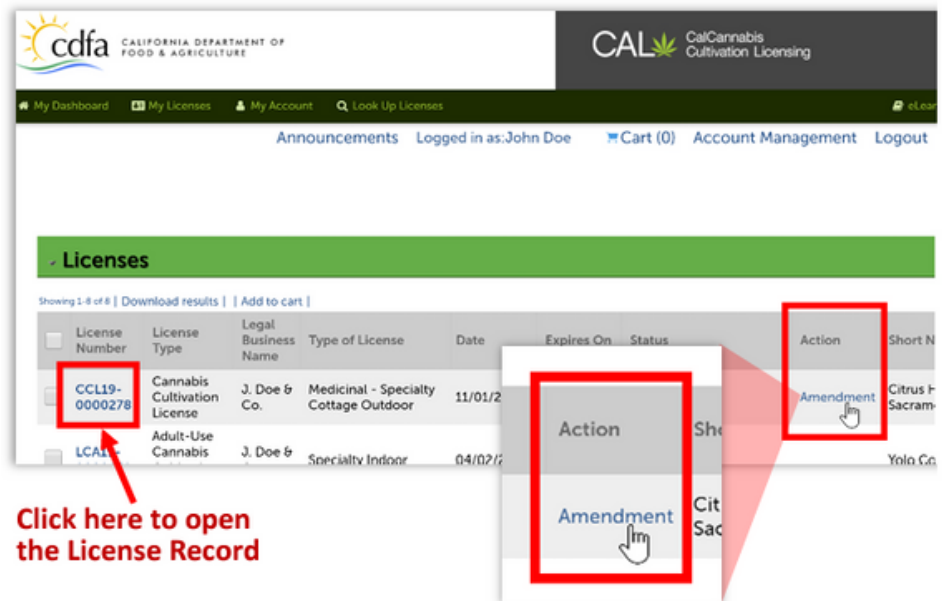 cdfa CALIFORNIA DEPARTMENT OF
FOOD & AGRICULTURE
CAL CalCannabis
Cultivation Licensing
My Dashboard My Licenses My Account Look Up Licenses
Announcements Logged in as:John Doe Cart (0) Account Management Logout
Licenses
Showing 1-8 of 8 | Download results | | Add to cart |
License
Number
License
Type
Legal
Business
Name
Type of License
Date
Expires On
Status
Action
Short N
CCL19-
0000278
Cannabis
Cultivation
License
J. Doe &
Co.
Medicinal - Specialty
Cottage Outdoor
11/01/2
Amendment
Citrus H
Sacram
Adult-Use
Cannabis
J. Doe &
Specialty Indoor
04/02/2
Yolo Co
Action
Sho
Amendment
Cit
Sac
Click here to open
the License Record